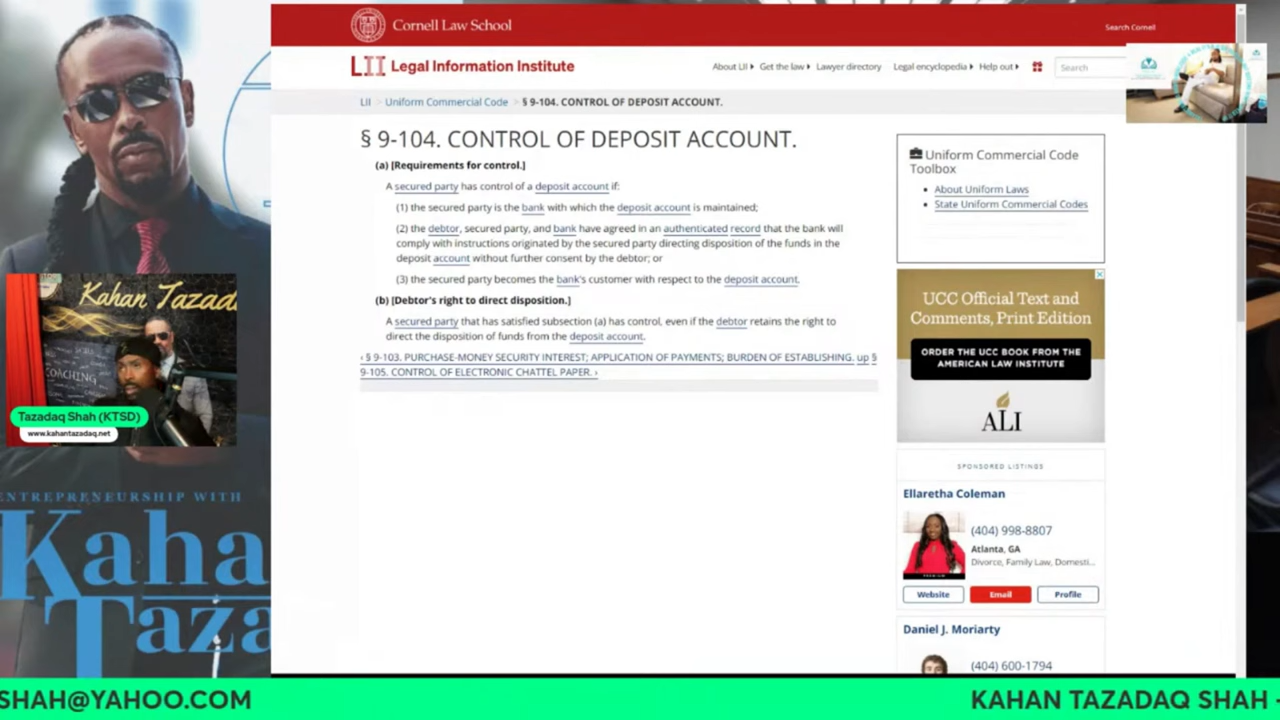 Cornell Law School
Search Cornell
LII Legal Information Institute
About LII
Get the law
Lawyer directory
Legal encyclopedia
Help out
Search
LII > Uniform Commercial Code > § 9-104. CONTROL OF DEPOSIT ACCOUNT.
§ 9-104. CONTROL OF DEPOSIT ACCOUNT.
(a) [Requirements for control.]
A secured party has control of a deposit account if:
(1) the secured party is the bank with which the deposit account is maintained;
(2) the debtor, secured party, and bank have agreed in an authenticated record that the bank will
comply with instructions originated by the secured party directing disposition of the funds in the
deposit account without further consent by the debtor; or
(3) the secured party becomes the bank's customer with respect to the deposit account.
(b) [Debtor's right to direct disposition.]
A secured party that has satisfied subsection (a) has control, even if the debtor retains the right to
direct the disposition of funds from the deposit account.
‹ § 9-103. PURCHASE-MONEY SECURITY INTEREST; APPLICATION OF PAYMENTS; BURDEN OF ESTABLISHING. up §
9-105. CONTROL OF ELECTRONIC CHATTEL PAPER. ›
Uniform Commercial Code
Toolbox
• About Uniform Laws
• State Uniform Commercial Codes
UCC Official Text and
Comments, Print Edition
ORDER THE UCC BOOK FROM THE
AMERICAN LAW INSTITUTE
ALI
SPONSORED LISTINGS
Ellaretha Coleman
(404) 998-8807
Atlanta, GA
Divorce, Family Law, Domesti...
PREMIUM
Website
Email
Profile
Daniel J. Moriarty
(404) 600-1794
Kahan Tazad
COACHING
Tazadaq Shah (KTSD)
www.kahantazadaq.net
ENTREPRENEURSHIP WITH
Kaha
Taza
SHAH@YAHOO.COM
KAHAN TAZADAQ SHAH -